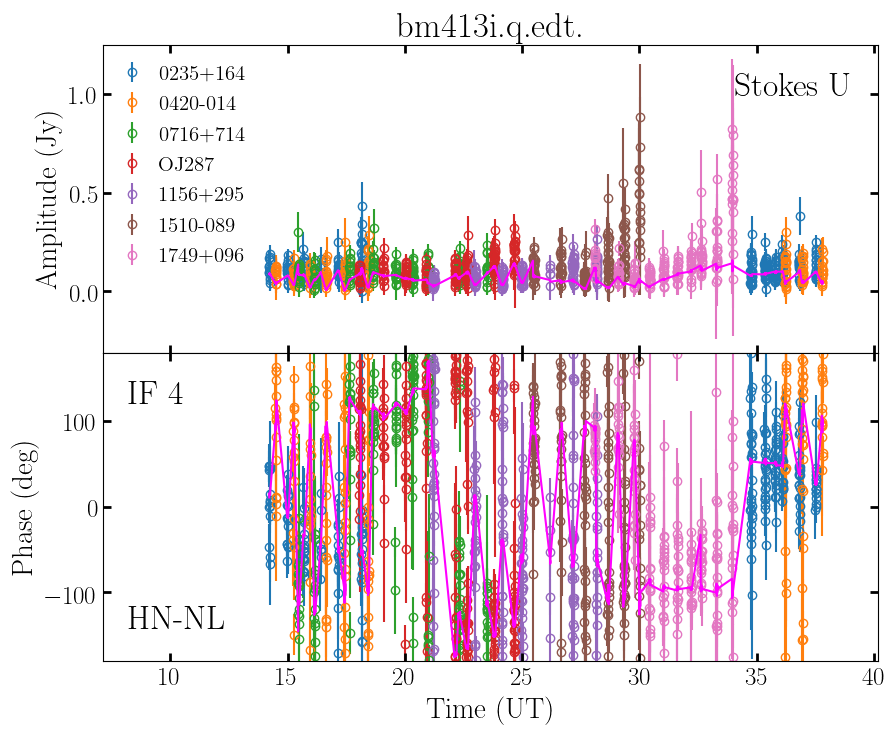 bm413i.q.edt.
Stokes U
0235+164
0420-014
0716+714
OJ287
1156+295
1510-089
1749+096
Amplitude (Jy)
1.0
0.5
0.0
IF 4
HN-NL
Phase (deg)
100
0
−100
10 15 20 25 30 35 40
Time (UT)